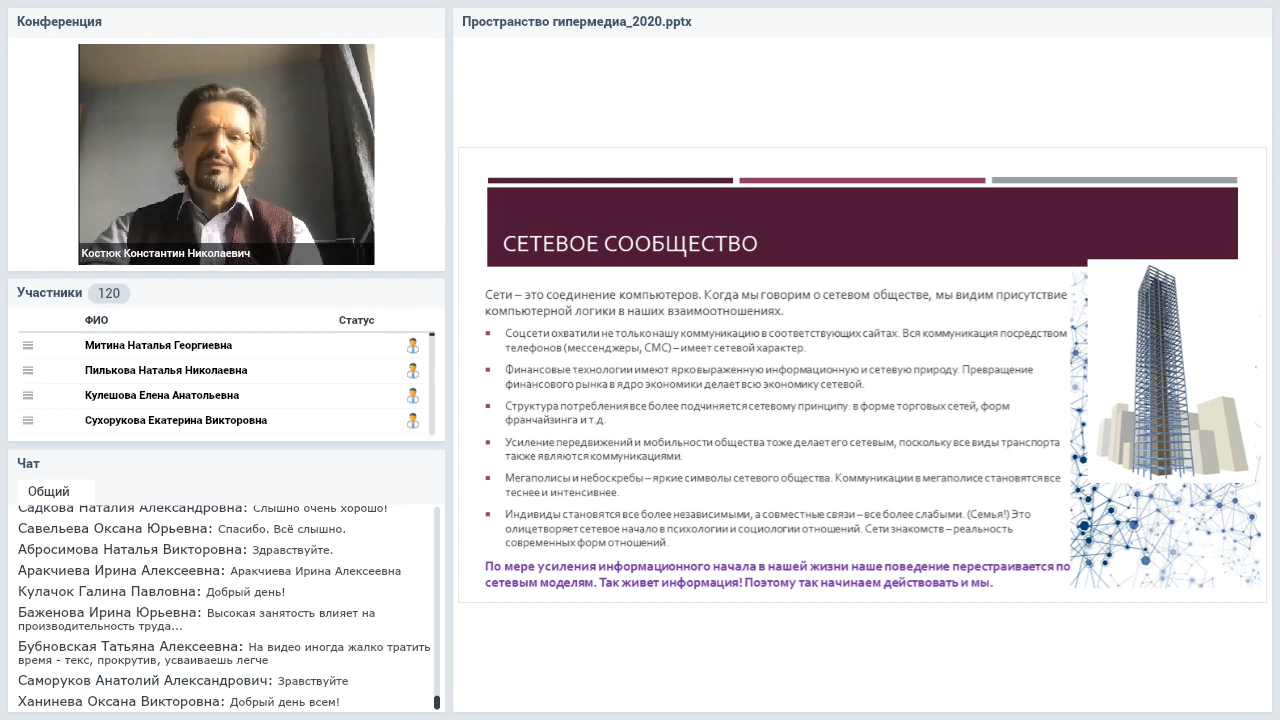 Конференция
Костюк Константин Николаевич
Участники 120
ФИО Статус
Митина Наталья Георгиевна
Пилькова Наталья Николаевна
Кулешова Елена Анатольевна
Сухорукова Екатерина Викторовна
Чат
Общий
Садкова Наталия Александровна: Слышно очень хорошо!
Савельева Оксана Юрьевна: Спасибо. Всё слышно.
Абросимова Наталья Викторовна: Здравствуйте.
Аракчиева Ирина Алексеевна: Аракчиева Ирина Алексеевна
Кулачок Галина Павловна: Добрый день!
Баженова Ирина Юрьевна: Высокая занятость влияет на
производительность труда...
Бубновская Татьяна Алексеевна: На видео иногда жалко тратить
время - текс, прокрутив, усваиваешь легче
Саморуков Анатолий Александрович: Зравствуйте
Ханинева Оксана Викторовна: Добрый день всем!
Пространство гипермедиа_2020.pptx
СЕТЕВОЕ СООБЩЕСТВО
Сети – это соединение компьютеров. Когда мы говорим о сетевом обществе, мы видим присутствие
компьютерной логики в наших взаимоотношениях.
Соцсети охватили не только нашу коммуникацию в соответствующих сайтах. Вся коммуникация посредством
телефонов (мессенджеры, СМС) – имеет сетевой характер.
Финансовые технологии имеют ярко выраженную информационную и сетевую природу. Превращение
финансового рынка в ядро экономики делает всю экономику сетевой.
Структура потребления все более подчиняется сетевому принципу: в форме торговых сетей, форм
франчайзинга и т.д.
Усиление передвижений и мобильности общества тоже делает его сетевым, поскольку все виды транспорта
также являются коммуникациями.
Мегаполисы и небоскребы – яркие символы сетевого общества. Коммуникации в мегаполисе становятся все
теснее и интенсивнее.
Индивиды становятся все более независимыми, а совместные связи – все более слабыми. (Семья!) Это
олицетворяет сетевое начало в психологии и социологии отношений. Сети знакомств – реальность
современных форм отношений.
По мере усиления информационного начала в нашей жизни наше поведение перестраивается по
сетевым моделям. Так живет информация! Поэтому так начинаем действовать и мы.